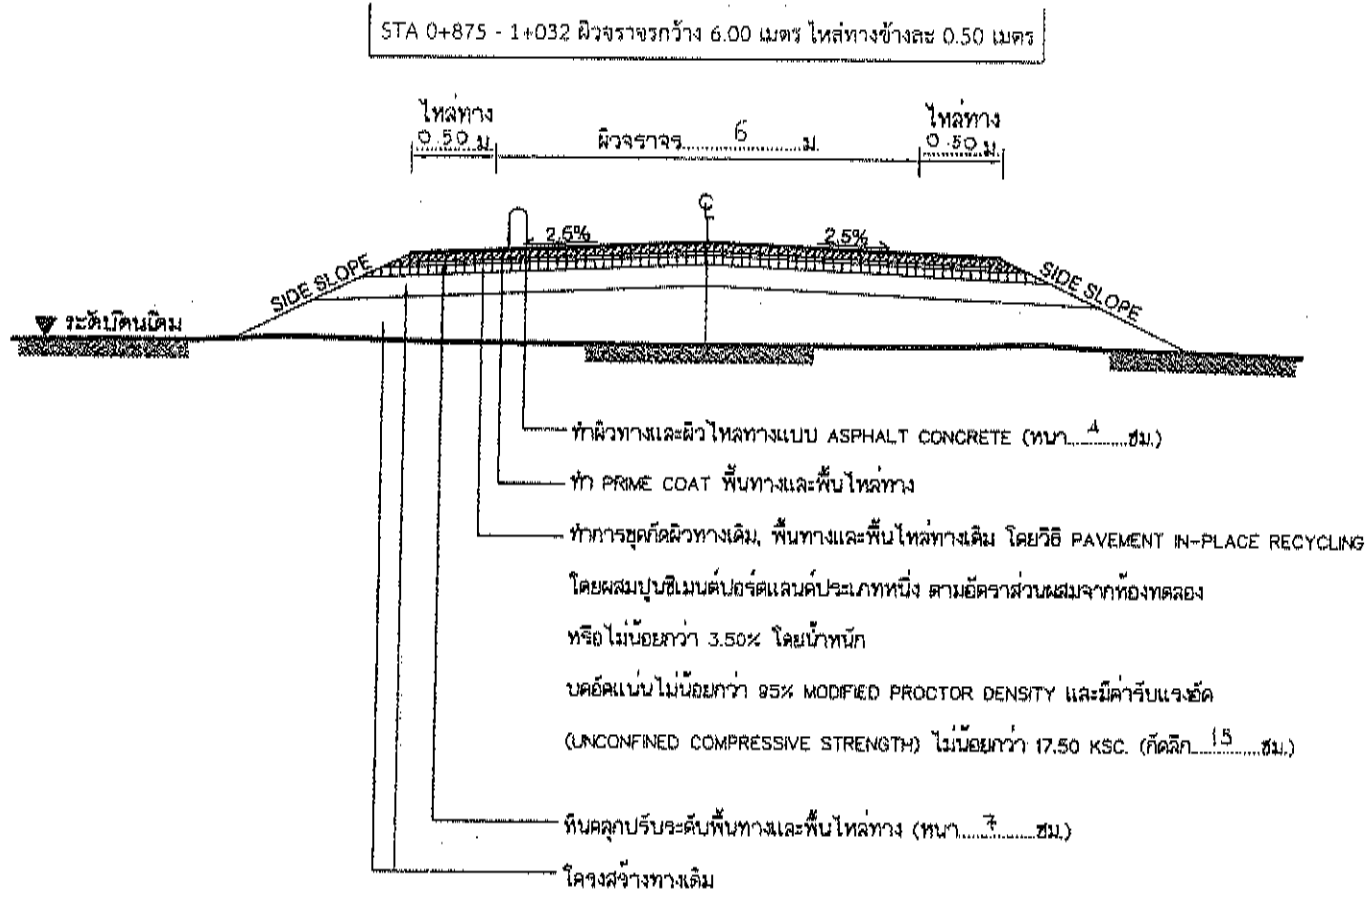 STA 0+875 - 1+032 ผิวจราจรกว้าง 6.00 เมตร ไหล่ทางข้างละ 0.50 เมตร
ไหล่ทาง
0.50 ม.
ผิวจราจร 6 ม.
ไหล่ทาง
0.50 ม.
℄
2.5%
2.5%
SIDE SLOPE
SIDE SLOPE
ระดับดินเดิม
ทำผิวทางและผิวไหล่ทางแบบ ASPHALT CONCRETE (หนา 4 ซม.)
ทำ PRIME COAT พื้นทางและพื้นไหล่ทาง
ทำการขุดกัดผิวทางเดิม, พื้นทางและพื้นไหล่ทางเดิม โดยวิธี PAVEMENT IN-PLACE RECYCLING
โดยผสมปูนซิเมนต์ปอร์ตแลนด์ประเภทหนึ่ง ตามอัตราส่วนผสมจากห้องทดลอง
หรือไม่น้อยกว่า 3.50% โดยน้ำหนัก
บดอัดแน่นไม่น้อยกว่า 95% MODIFIED PROCTOR DENSITY และมีค่ารับแรงอัด
(UNCONFINED COMPRESSIVE STRENGTH) ไม่น้อยกว่า 17.50 KSC. (กัดลึก 15 ซม.)
หินคลุกปรับระดับพื้นทางและพื้นไหล่ทาง (หนา 7 ซม.)
โครงสร้างทางเดิม